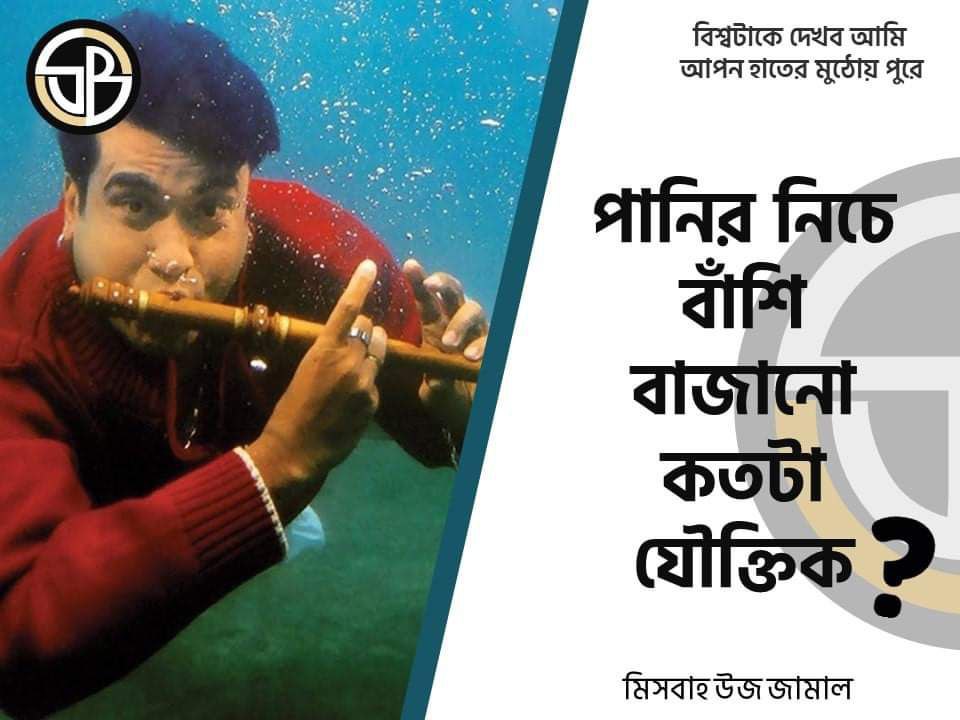 বিশ্বটাকে দেখব আমি
আপন হাতের মুঠোয় পুরে
পানির নিচে
বাঁশি
বাজানো
কতটা
যৌক্তিক ?
মিসবাহ উজ জামাল